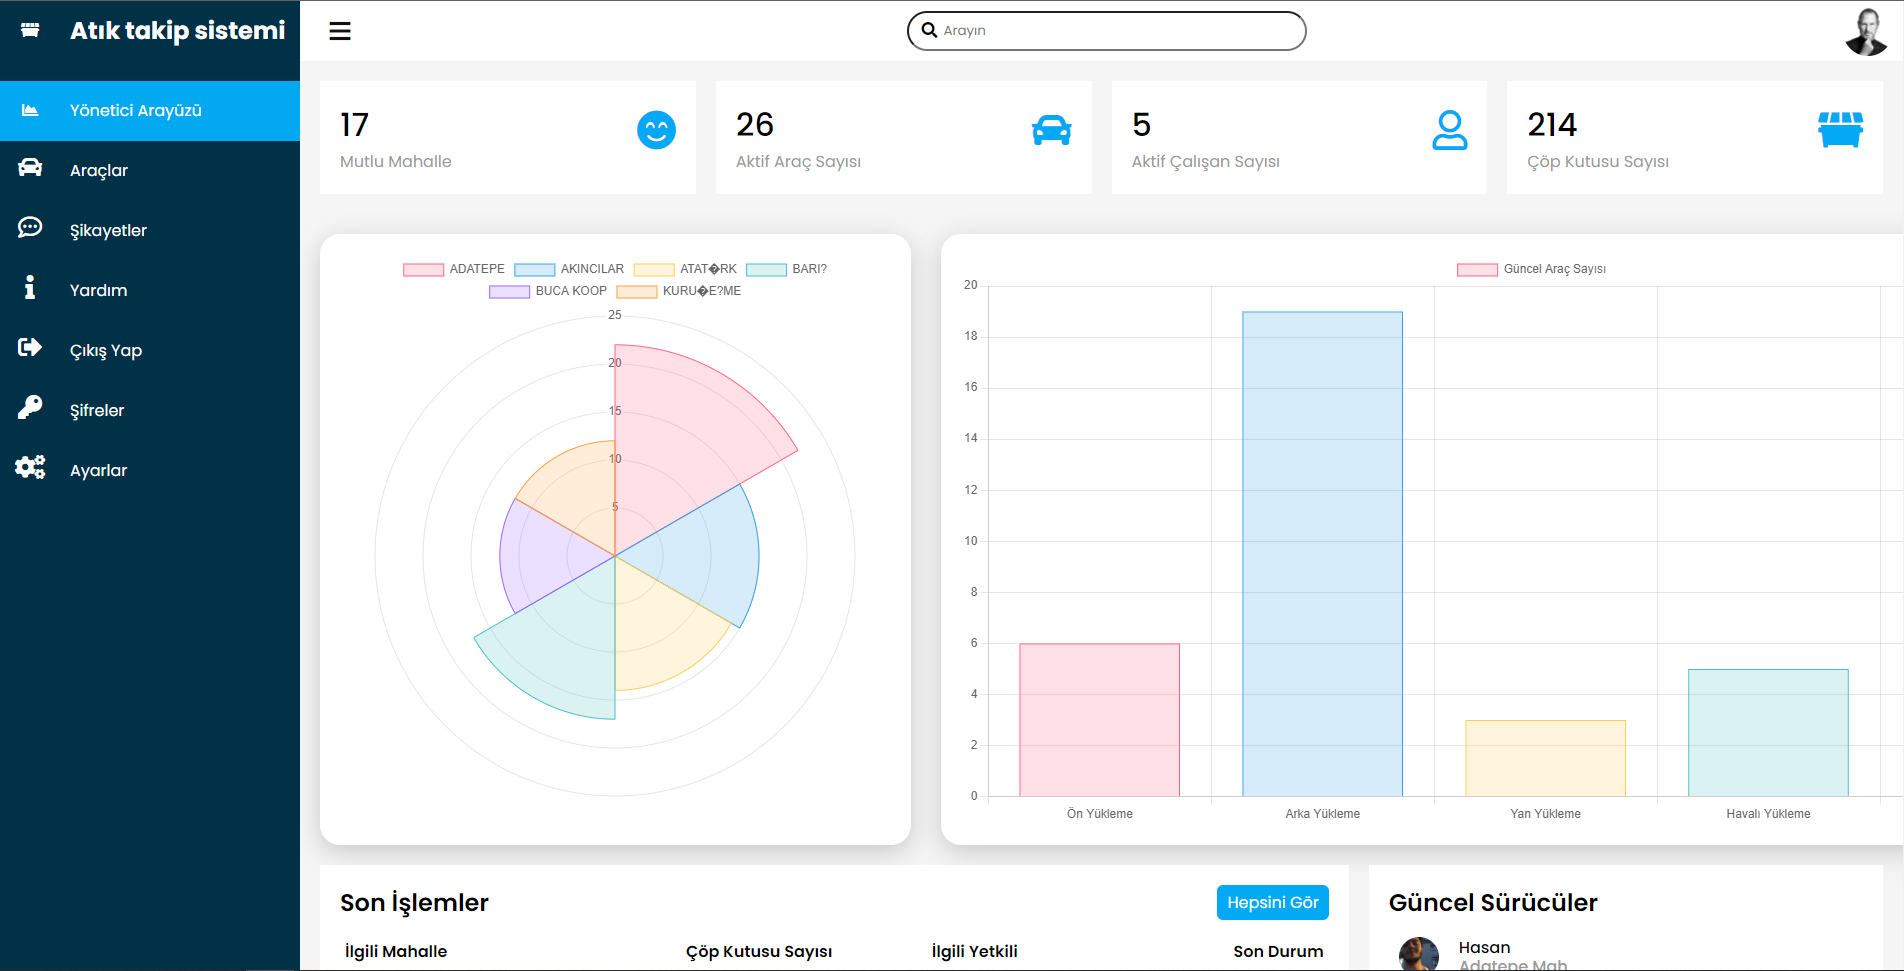 Atık takip sistemi
Arayın
Yönetici Arayüzü
Araçlar
Şikayetler
Yardım
Çıkış Yap
Şifreler
Ayarlar
17
Mutlu Mahalle
26
Aktif Araç Sayısı
5
Aktif Çalışan Sayısı
214
Çöp Kutusu Sayısı
ADATEPE AKINCILAR ATAT�RK BARI?
BUCA KOOP KURU�E?ME
25
20
15
10
5
Güncel Araç Sayısı
20
18
16
14
12
10
8
6
4
2
0
Ön Yükleme Arka Yükleme Yan Yükleme Havalı Yükleme
Son İşlemler
Hepsini Gör
İlgili Mahalle Çöp Kutusu Sayısı İlgili Yetkili Son Durum
Güncel Sürücüler
Hasan
Adatepe Mah